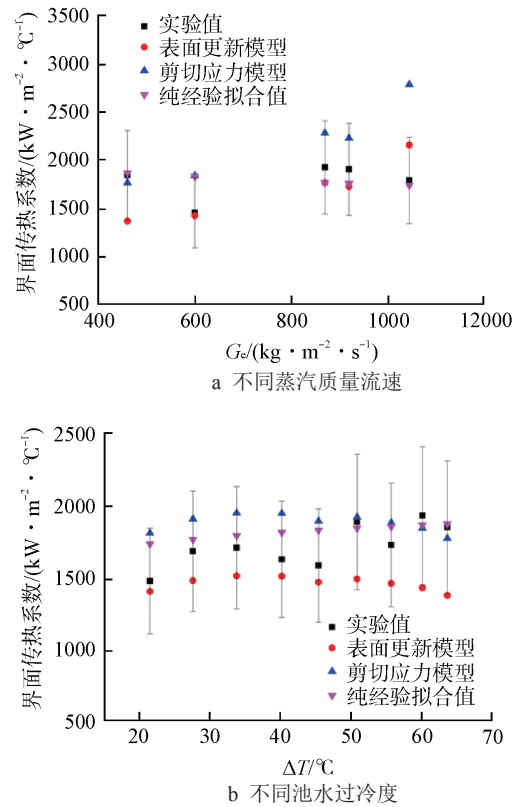 3500
3000
2500
2000
1500
1000
500
界面传热系数/(kW·m⁻²·℃⁻¹)
实验值
表面更新模型
剪切应力模型
纯经验拟合值
400 600 800 1000 12000
Gₑ/(kg·m⁻²·s⁻¹)
a 不同蒸汽质量流速
2500
2000
1500
1000
500
界面传热系数/(kW·m⁻²·℃⁻¹)
实验值
表面更新模型
剪切应力模型
纯经验拟合值
20 30 40 50 60 70
ΔT/℃
b 不同池水过冷度